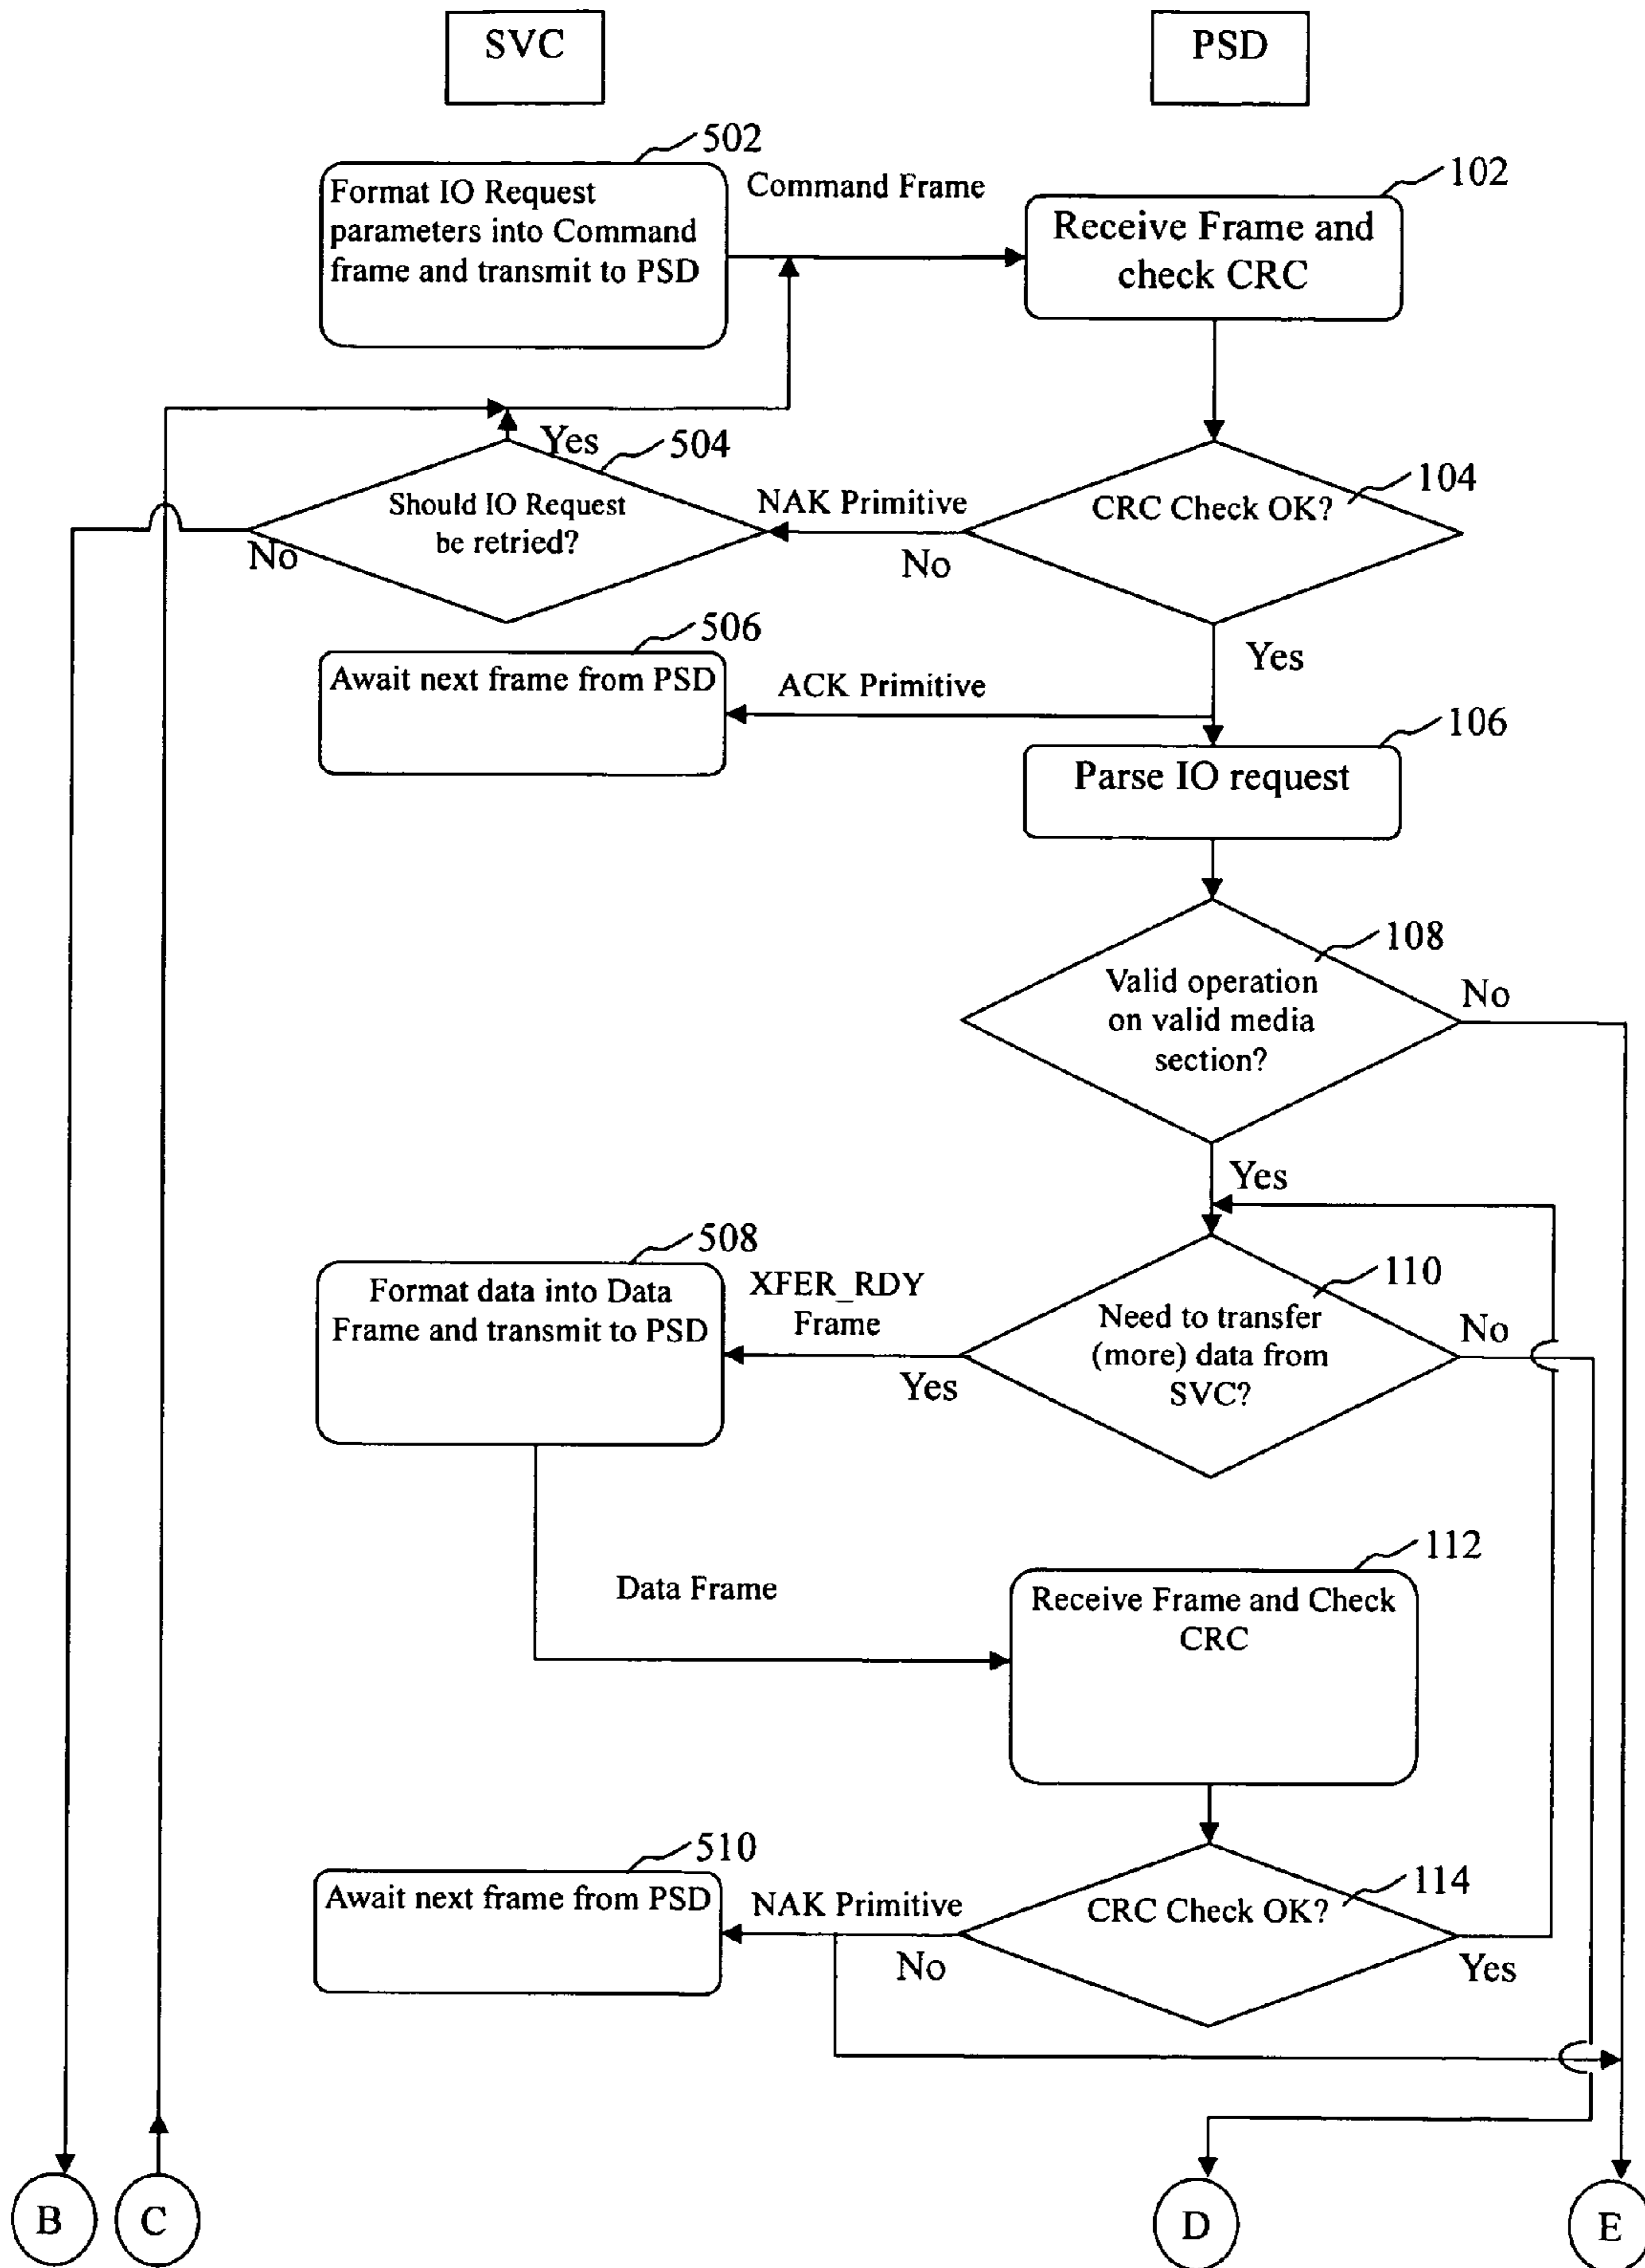 SVC
PSD
502
Format IO Request
parameters into Command
frame and transmit to PSD
Command Frame
102
Receive Frame and
check CRC
Yes
504
Should IO Request
be retried?
No
NAK Primitive
No
104
CRC Check OK?
Yes
506
Await next frame from PSD
ACK Primitive
106
Parse IO request
108
Valid operation
on valid media
section?
No
Yes
508
Format data into Data
Frame and transmit to PSD
XFER_RDY
Frame
Yes
110
Need to transfer
(more) data from
SVC?
No
Data Frame
112
Receive Frame and Check
CRC
510
Await next frame from PSD
NAK Primitive
No
114
CRC Check OK?
Yes
B
C
D
E